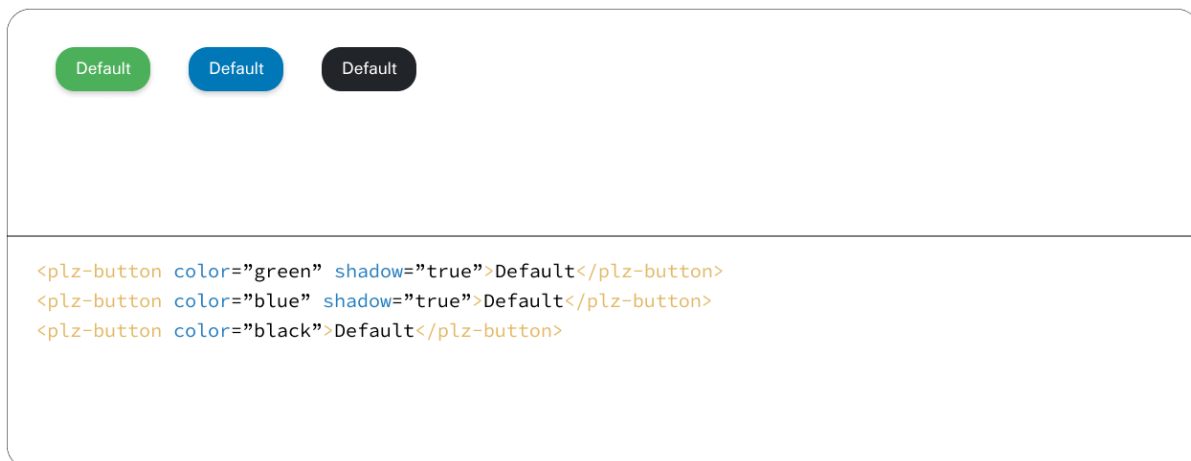 Default Default Default
<plz-button color=”green” shadow=”true”>Default</plz-button>
<plz-button color=”blue” shadow=”true”>Default</plz-button>
<plz-button color=”black”>Default</plz-button>